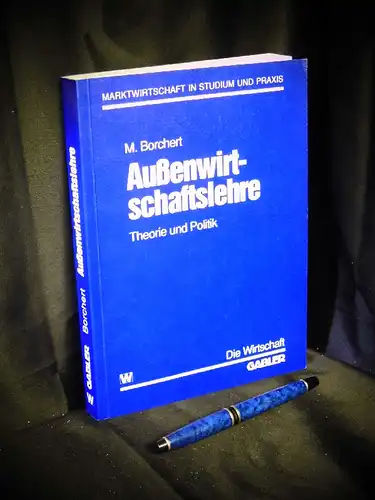 MARKTWIRTSCHAFT IN STUDIUM UND PRAXIS
M. Borchert
Außenwirt-
schaftslehre
Theorie und Politik
Die Wirtschaft
W
GABLER
W GABLER Borchert Außenwirtschaftslehre